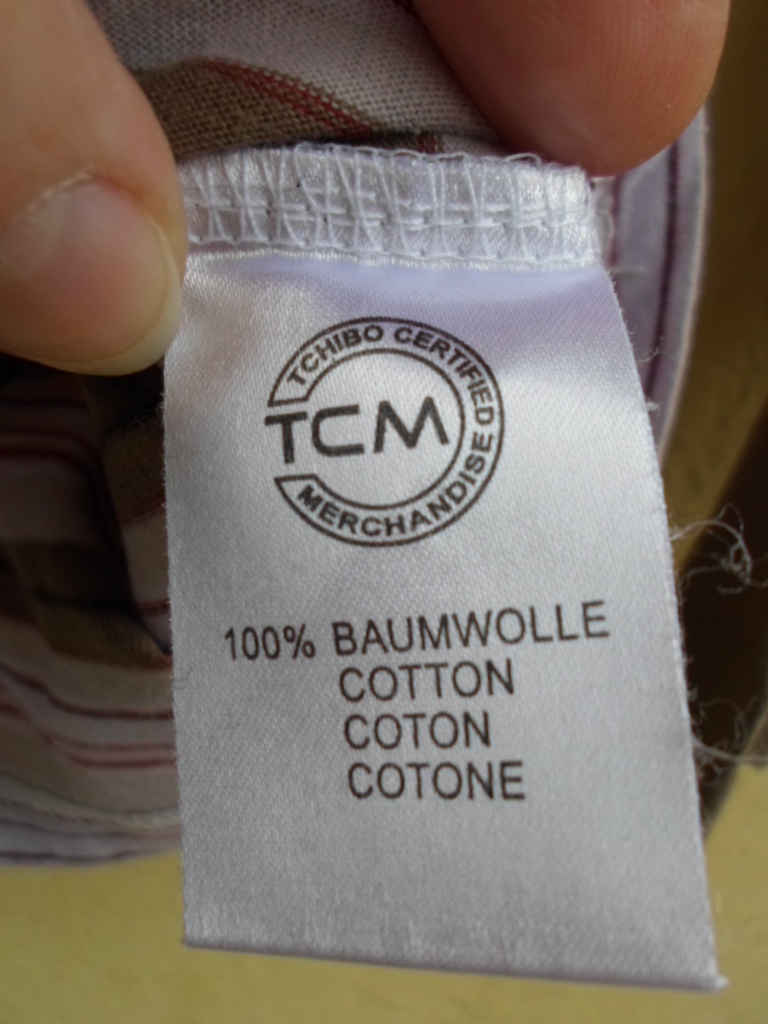 TCHIBO CERTIFIED
TCM
MERCHANDISE
100% BAUMWOLLE
COTTON
COTON
COTONE